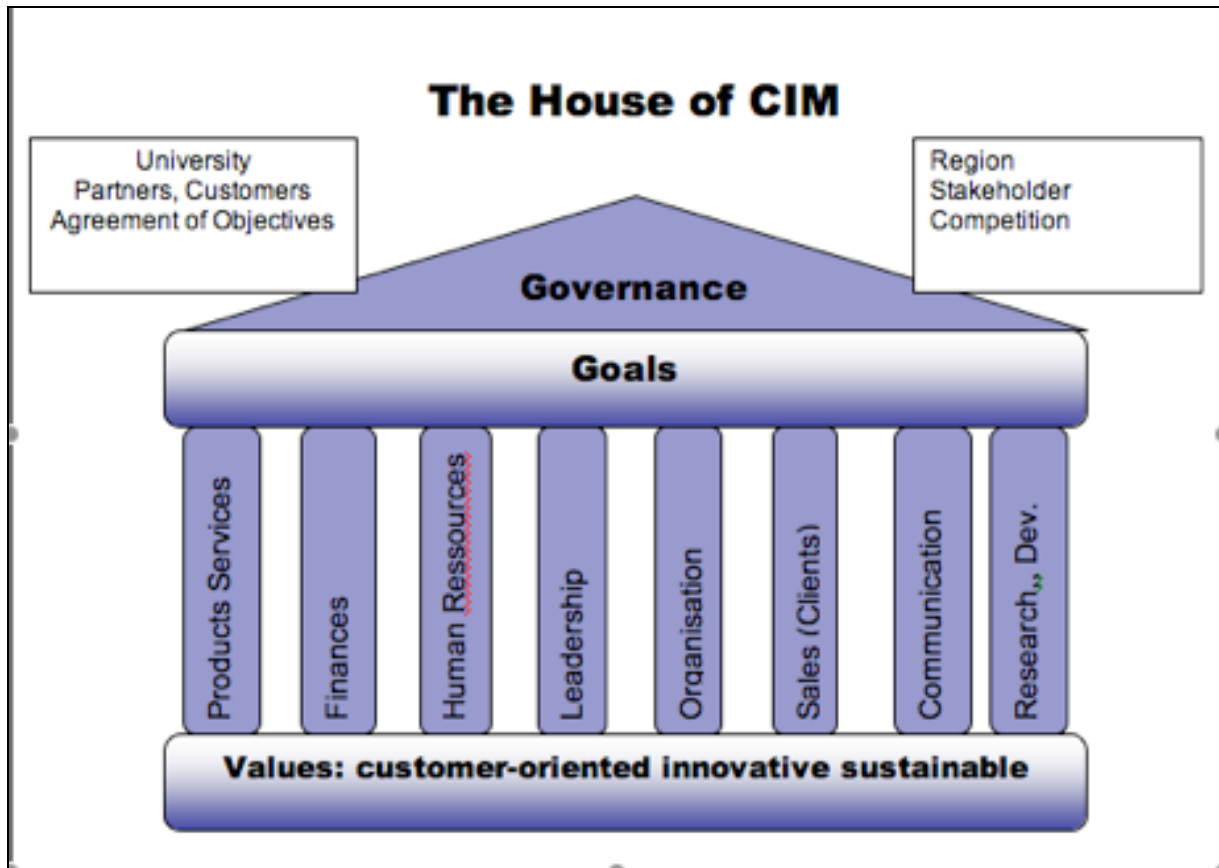 The House of CIM
University
Partners, Customers
Agreement of Objectives
Region
Stakeholder
Competition
Governance
Goals
Products Services
Finances
Human Ressources
Leadership
Organisation
Sales (Clients)
Communication
Research,, Dev.
Values: customer-oriented innovative sustainable